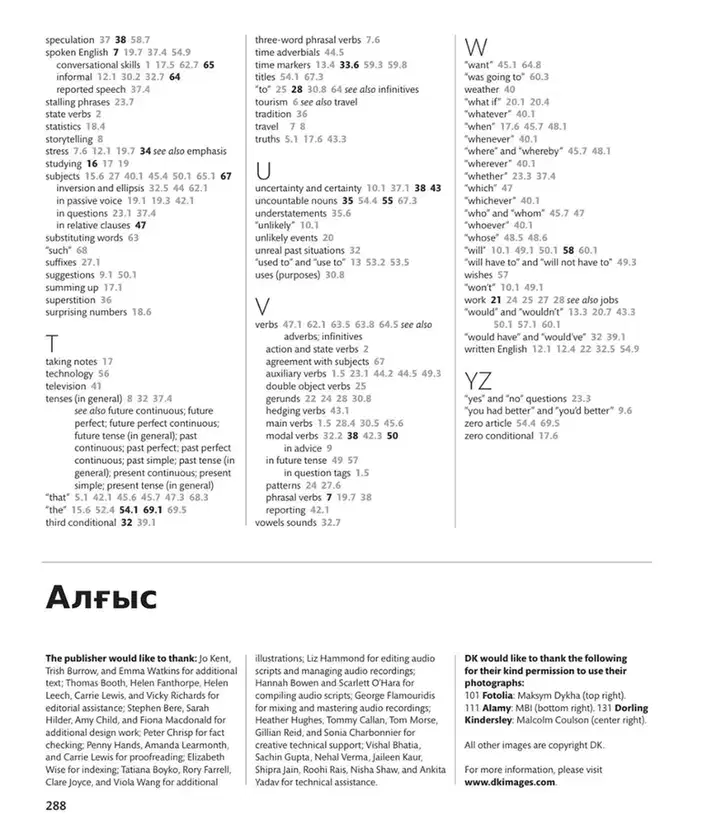 speculation 37 38 58.7
spoken English 7 19.7 37.4 54.9
conversational skills 1 17.5 62.7 65
informal 12.1 30.2 32.7 64
reported speech 37.4
stalling phrases 23.7
state verbs 2
statistics 18.4
storytelling 8
stress 7.6 12.1 19.7 34 see also emphasis
studying 16 17 19
subjects 15.6 27 40.1 45.4 50.1 65.1 67
inversion and ellipsis 32.5 44 62.1
in passive voice 19.1 19.3 42.1
in questions 23.1 37.4
in relative clauses 47
substituting words 63
"such" 68
suffixes 27.1
suggestions 9.1 50.1
summing up 17.1
superstition 36
surprising numbers 18.6
T
taking notes 17
technology 56
television 41
tenses (in general) 8 32 37.4
see also future continuous; future
perfect; future perfect continuous;
future tense (in general); past
continuous; past perfect; past perfect
continuous; past simple; past tense (in
general); present continuous; present
simple; present tense (in general)
"that" 5.1 42.1 45.6 45.7 47.3 68.3
"the" 15.6 52.4 54.1 69.1 69.5
third conditional 32 39.1
three-word phrasal verbs 7.6
time adverbials 44.5
time markers 13.4 33.6 59.3 59.8
titles 54.1 67.3
"to" 25 28 30.8 64 see also infinitives
tourism 6 see also travel
tradition 36
travel 7 8
truths 5.1 17.6 43.3
U
uncertainty and certainty 10.1 37.1 38 43
uncountable nouns 35 54.4 55 67.3
understatements 35.6
"unlikely" 10.1
unlikely events 20
unreal past situations 32
"used to" and "use to" 13 53.2 53.5
uses (purposes) 30.8
V
verbs 47.1 62.1 63.5 63.8 64.5 see also
adverbs; infinitives
action and state verbs 2
agreement with subjects 67
auxiliary verbs 1.5 23.1 44.2 44.5 49.3
double object verbs 25
gerunds 22 24 28 30.8
hedging verbs 43.1
main verbs 1.5 28.4 30.5 45.6
modal verbs 32.2 38 42.3 50
in advice 9
in future tense 49 57
in question tags 1.5
patterns 24 27.6
phrasal verbs 7 19.7 38
reporting 42.1
vowels sounds 32.7
W
"want" 45.1 64.8
"was going to" 60.3
weather 40
"what if" 20.1 20.4
"whatever" 40.1
"when" 17.6 45.7 48.1
"whenever" 40.1
"where" and "whereby" 45.7 48.1
"wherever" 40.1
"whether" 23.3 37.4
"which" 47
"whichever" 40.1
"who" and "whom" 45.7 47
"whoever" 40.1
"whose" 48.5 48.6
"will" 10.1 49.1 50.1 58 60.1
"will have to" and "will not have to" 49.3
wishes 57
"won't" 10.1 49.1
work 21 24 25 27 28 see also jobs
"would" and "wouldn't" 13.3 20.7 43.3
50.1 57.1 60.1
"would have" and "would've" 32 39.1
written English 12.1 12.4 22 32.5 54.9
YZ
"yes" and "no" questions 23.3
"you had better" and "you'd better" 9.6
zero article 54.4 69.5
zero conditional 17.6
Алғыс
The publisher would like to thank: Jo Kent,
Trish Burrow, and Emma Watkins for additional
text; Thomas Booth, Helen Fanthorpe, Helen
Leech, Carrie Lewis, and Vicky Richards for
editorial assistance; Stephen Bere, Sarah
Hilder, Amy Child, and Fiona Macdonald for
additional design work; Peter Chrisp for fact
checking; Penny Hands, Amanda Learmonth,
and Carrie Lewis for proofreading; Elizabeth
Wise for indexing; Tatiana Boyko, Rory Farrell,
Clare Joyce, and Viola Wang for additional
illustrations; Liz Hammond for editing audio
scripts and managing audio recordings;
Hannah Bowen and Scarlett O'Hara for
compiling audio scripts; George Flamouridis
for mixing and mastering audio recordings;
Heather Hughes, Tommy Callan, Tom Morse,
Gillian Reid, and Sonia Charbonnier for
creative technical support; Vishal Bhatia,
Sachin Gupta, Nehal Verma, Jaileen Kaur,
Shipra Jain, Roohi Rais, Nisha Shaw, and Ankita
Yadav for technical assistance.
DK would like to thank the following
for their kind permission to use their
photographs:
101 Fotolia: Maksym Dykha (top right).
111 Alamy: MBI (bottom right). 131 Dorling
Kindersley: Malcolm Coulson (center right).
All other images are copyright DK.
For more information, please visit
www.dkimages.com.
288